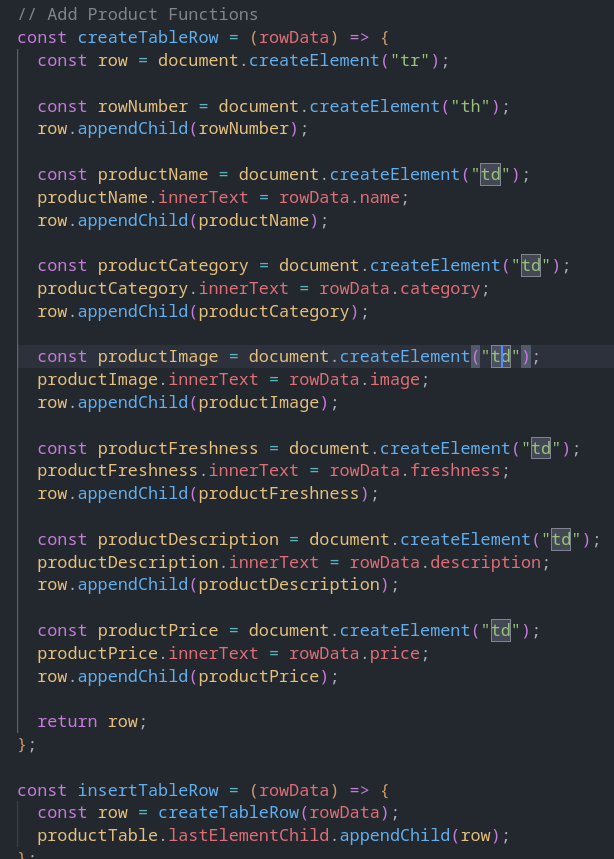 // Add Product Functions
const createTableRow = (rowData) => {
  const row = document.createElement("tr");

  const rowNumber = document.createElement("th");
  row.appendChild(rowNumber);

  const productName = document.createElement("td");
  productName.innerText = rowData.name;
  row.appendChild(productName);

  const productCategory = document.createElement("td");
  productCategory.innerText = rowData.category;
  row.appendChild(productCategory);

  const productImage = document.createElement("td");
  productImage.innerText = rowData.image;
  row.appendChild(productImage);

  const productFreshness = document.createElement("td");
  productFreshness.innerText = rowData.freshness;
  row.appendChild(productFreshness);

  const productDescription = document.createElement("td");
  productDescription.innerText = rowData.description;
  row.appendChild(productDescription);

  const productPrice = document.createElement("td");
  productPrice.innerText = rowData.price;
  row.appendChild(productPrice);

  return row;
};

const insertTableRow = (rowData) => {
  const row = createTableRow(rowData);
  productTable.lastElementChild.appendChild(row);
};